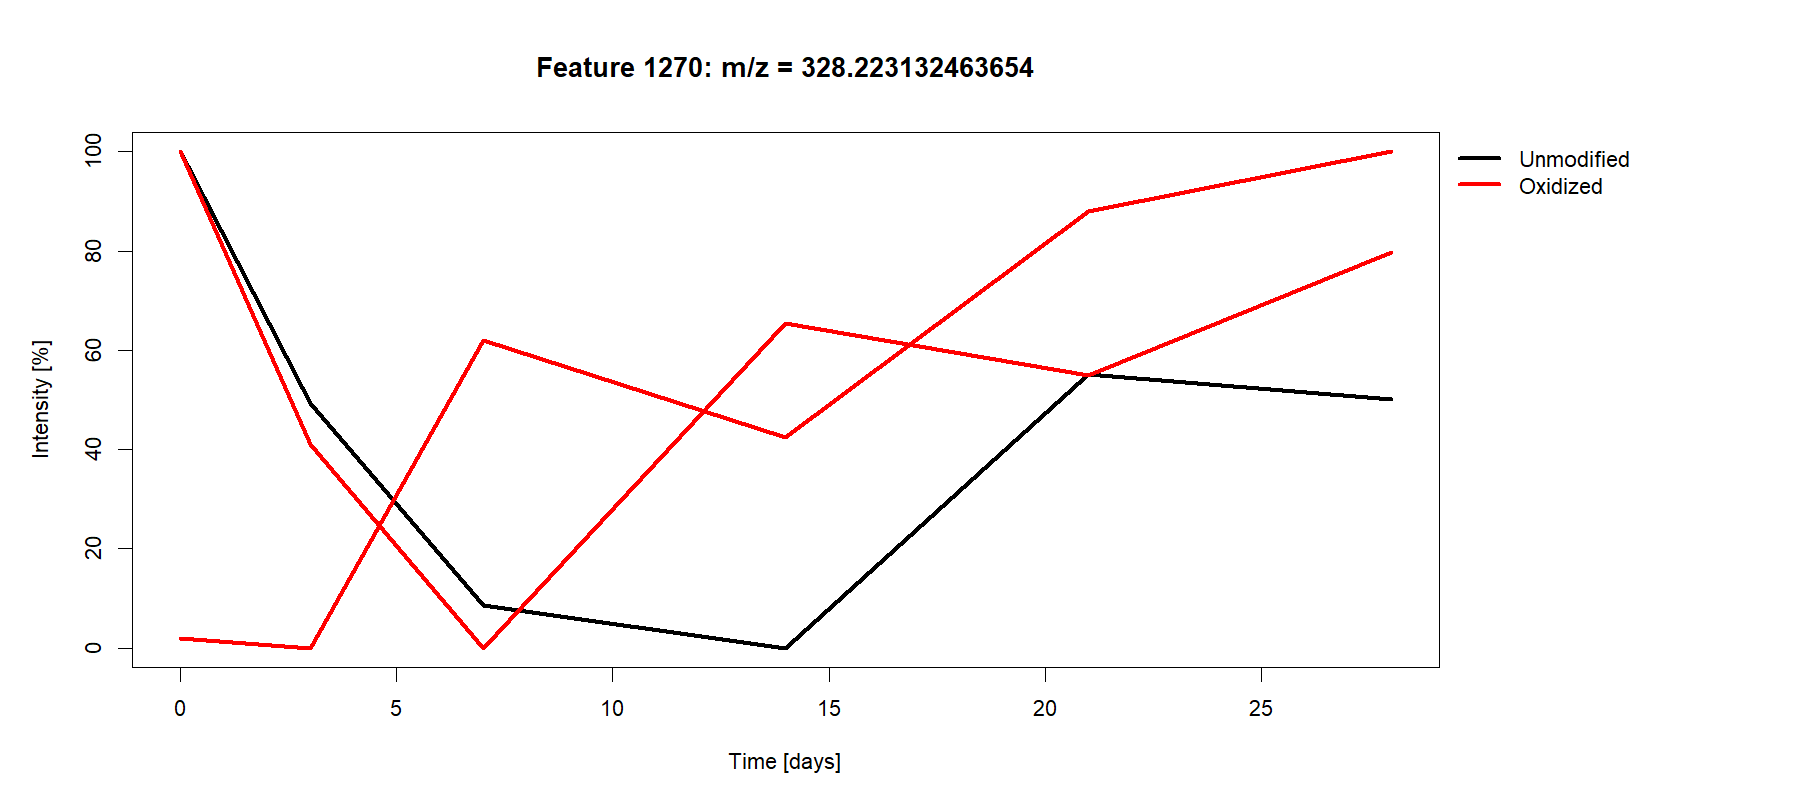 Feature 1270: m/z = 328.223132463654
Unmodified
Oxidized
Intensity [%]
100
80
60
40
20
0
0 5 10 15 20 25
Time [days]